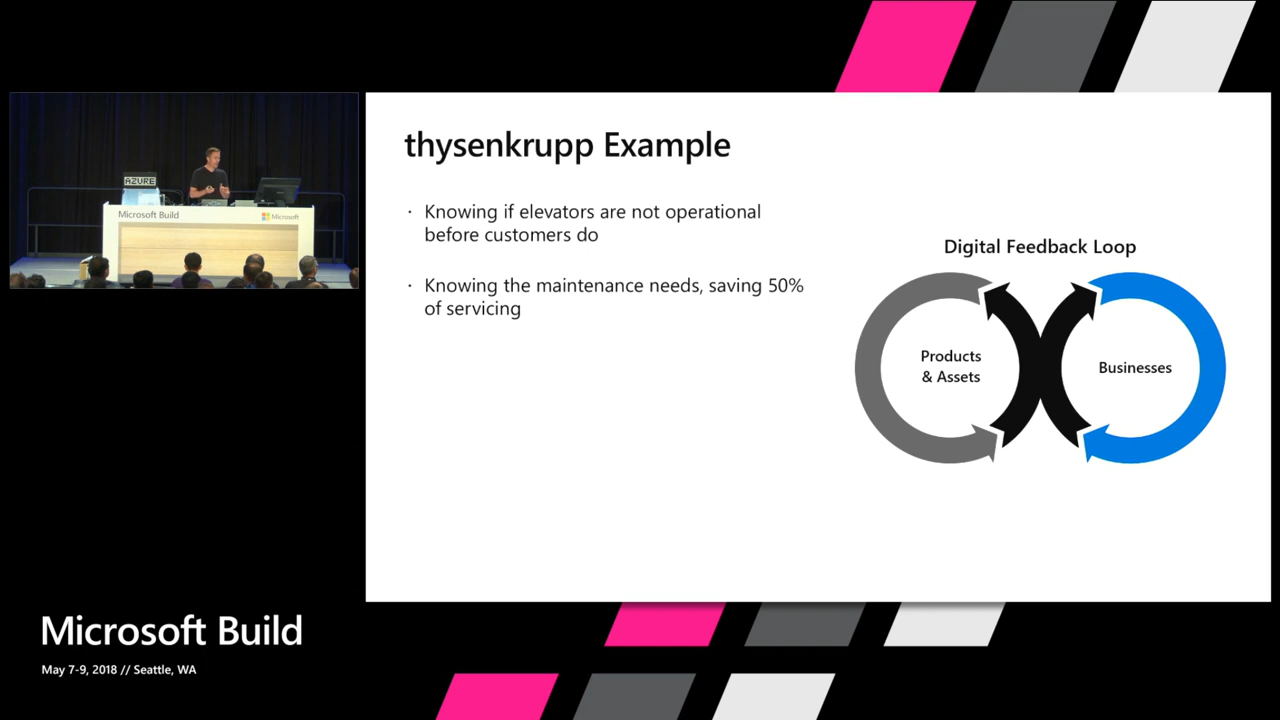 thysenkrupp Example
· Knowing if elevators are not operational
before customers do
· Knowing the maintenance needs, saving 50%
of servicing
Digital Feedback Loop
Products
& Assets
Businesses
AZURE
Microsoft Build
Microsoft
Microsoft Build
May 7-9, 2018 // Seattle, WA